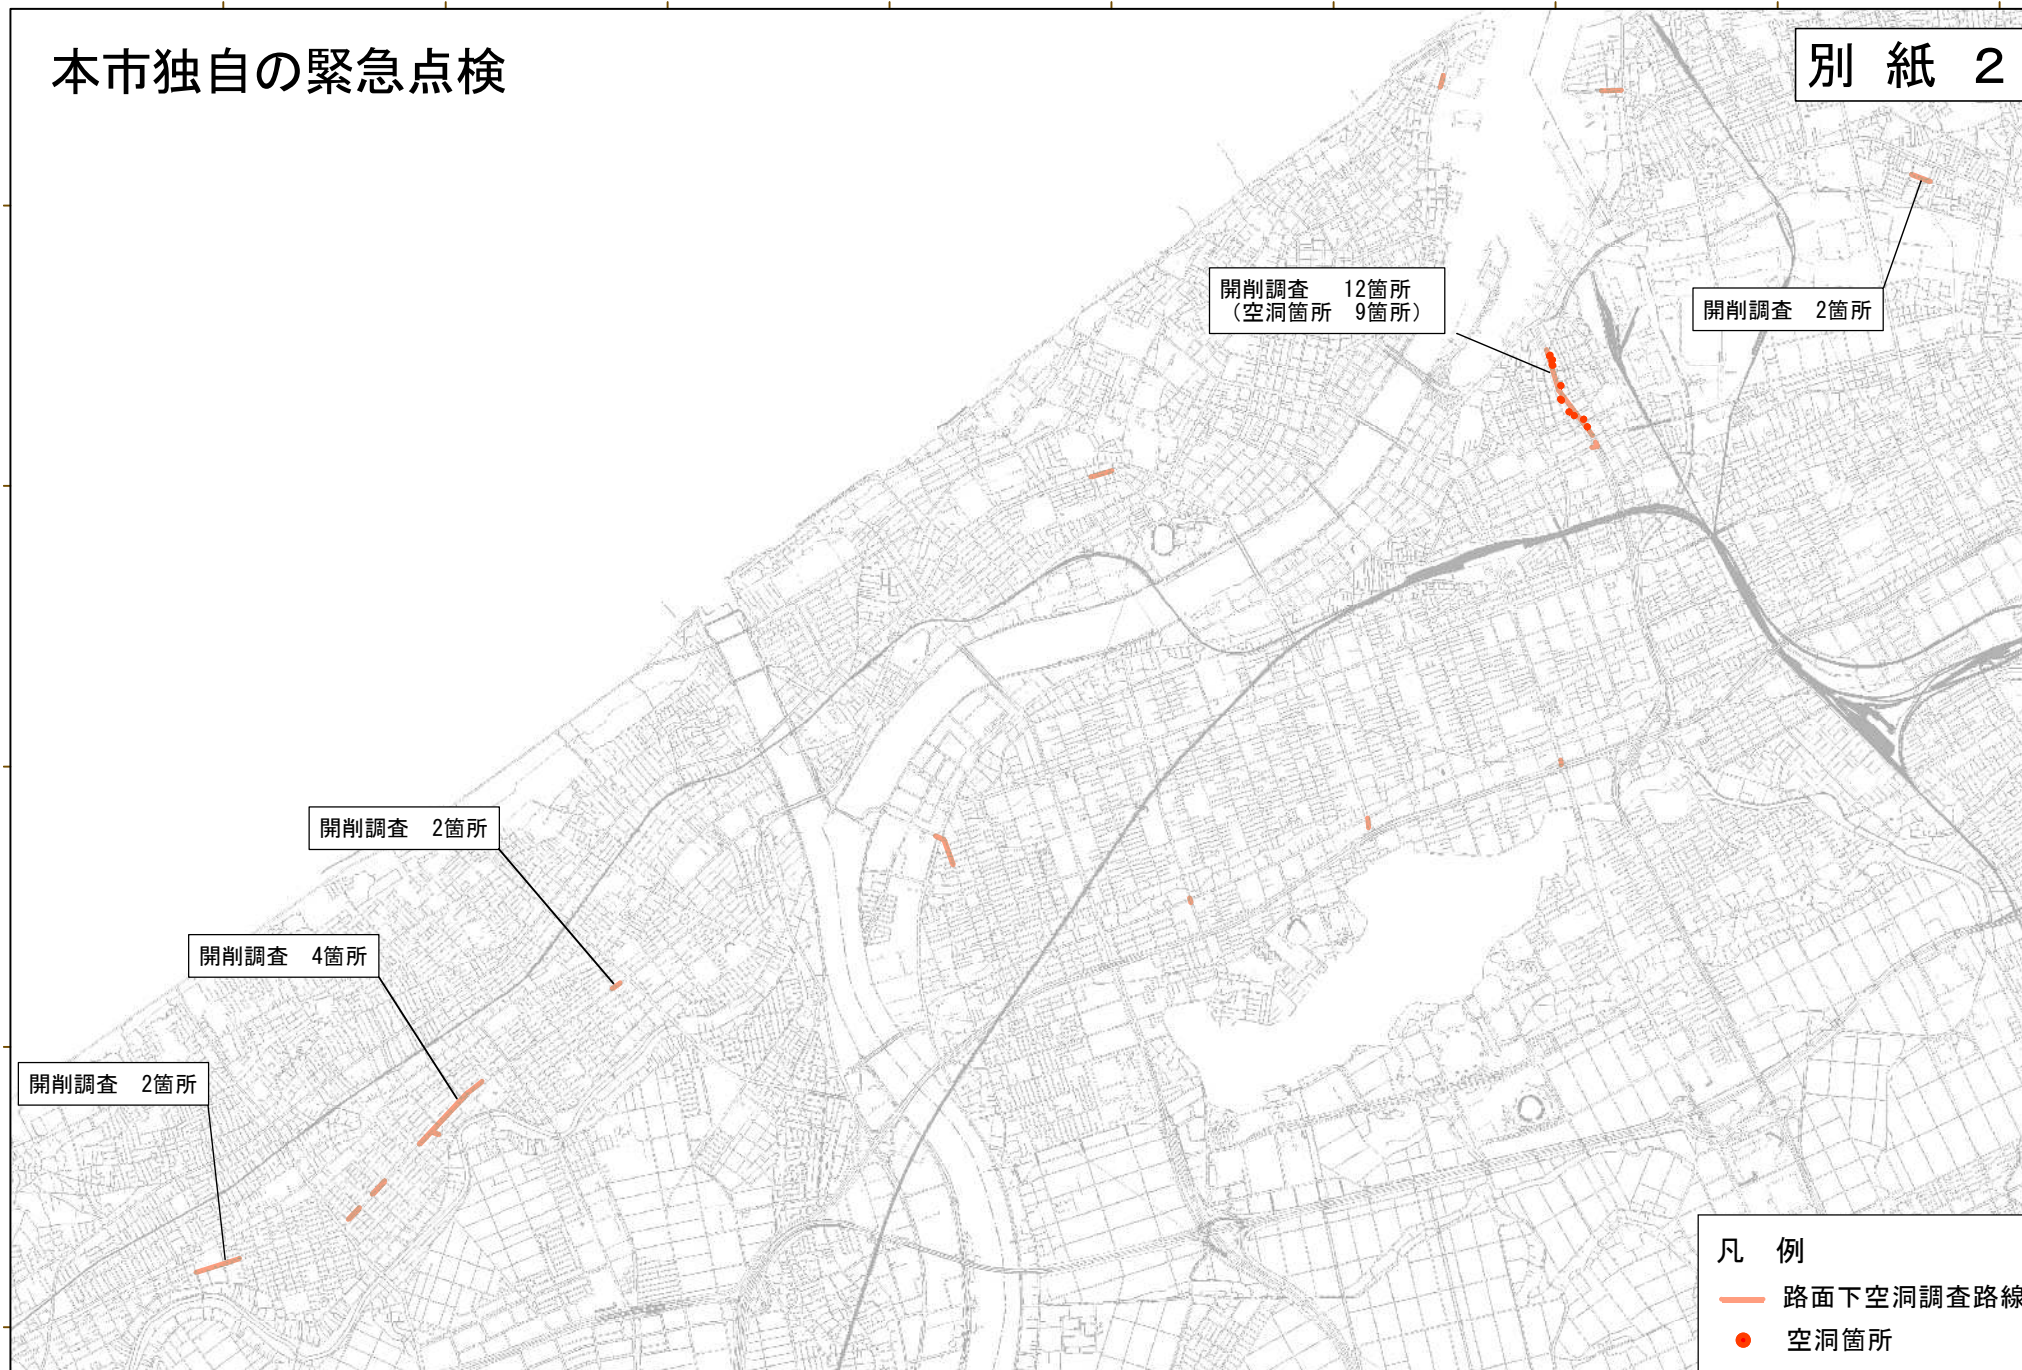 本市独自の緊急点検
別紙２
開削調査　12箇所
（空洞箇所　9箇所）
開削調査　2箇所
開削調査　2箇所
開削調査　4箇所
開削調査　2箇所
凡　例
路面下空洞調査路線
空洞箇所